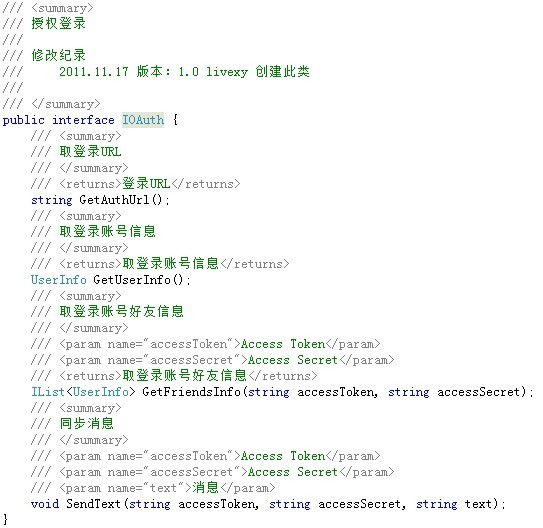 /// <summary>
/// 授权登录
///
/// 修改纪录
///     2011.11.17 版本：1.0 livexy 创建此类
///
/// </summary>
public interface IOAuth {
    /// <summary>
    /// 取登录URL
    /// </summary>
    /// <returns>登录URL</returns>
    string GetAuthUrl();
    /// <summary>
    /// 取登录账号信息
    /// </summary>
    /// <returns>取登录账号信息</returns>
    UserInfo GetUserInfo();
    /// <summary>
    /// 取登录账号好友信息
    /// </summary>
    /// <param name="accessToken">Access Token</param>
    /// <param name="accessSecret">Access Secret</param>
    /// <returns>取登录账号好友信息</returns>
    IList<UserInfo> GetFriendsInfo(string accessToken, string accessSecret);
    /// <summary>
    /// 同步消息
    /// </summary>
    /// <param name="accessToken">Access Token</param>
    /// <param name="accessSecret">Access Secret</param>
    /// <param name="text">消息</param>
    void SendText(string accessToken, string accessSecret, string text);
}